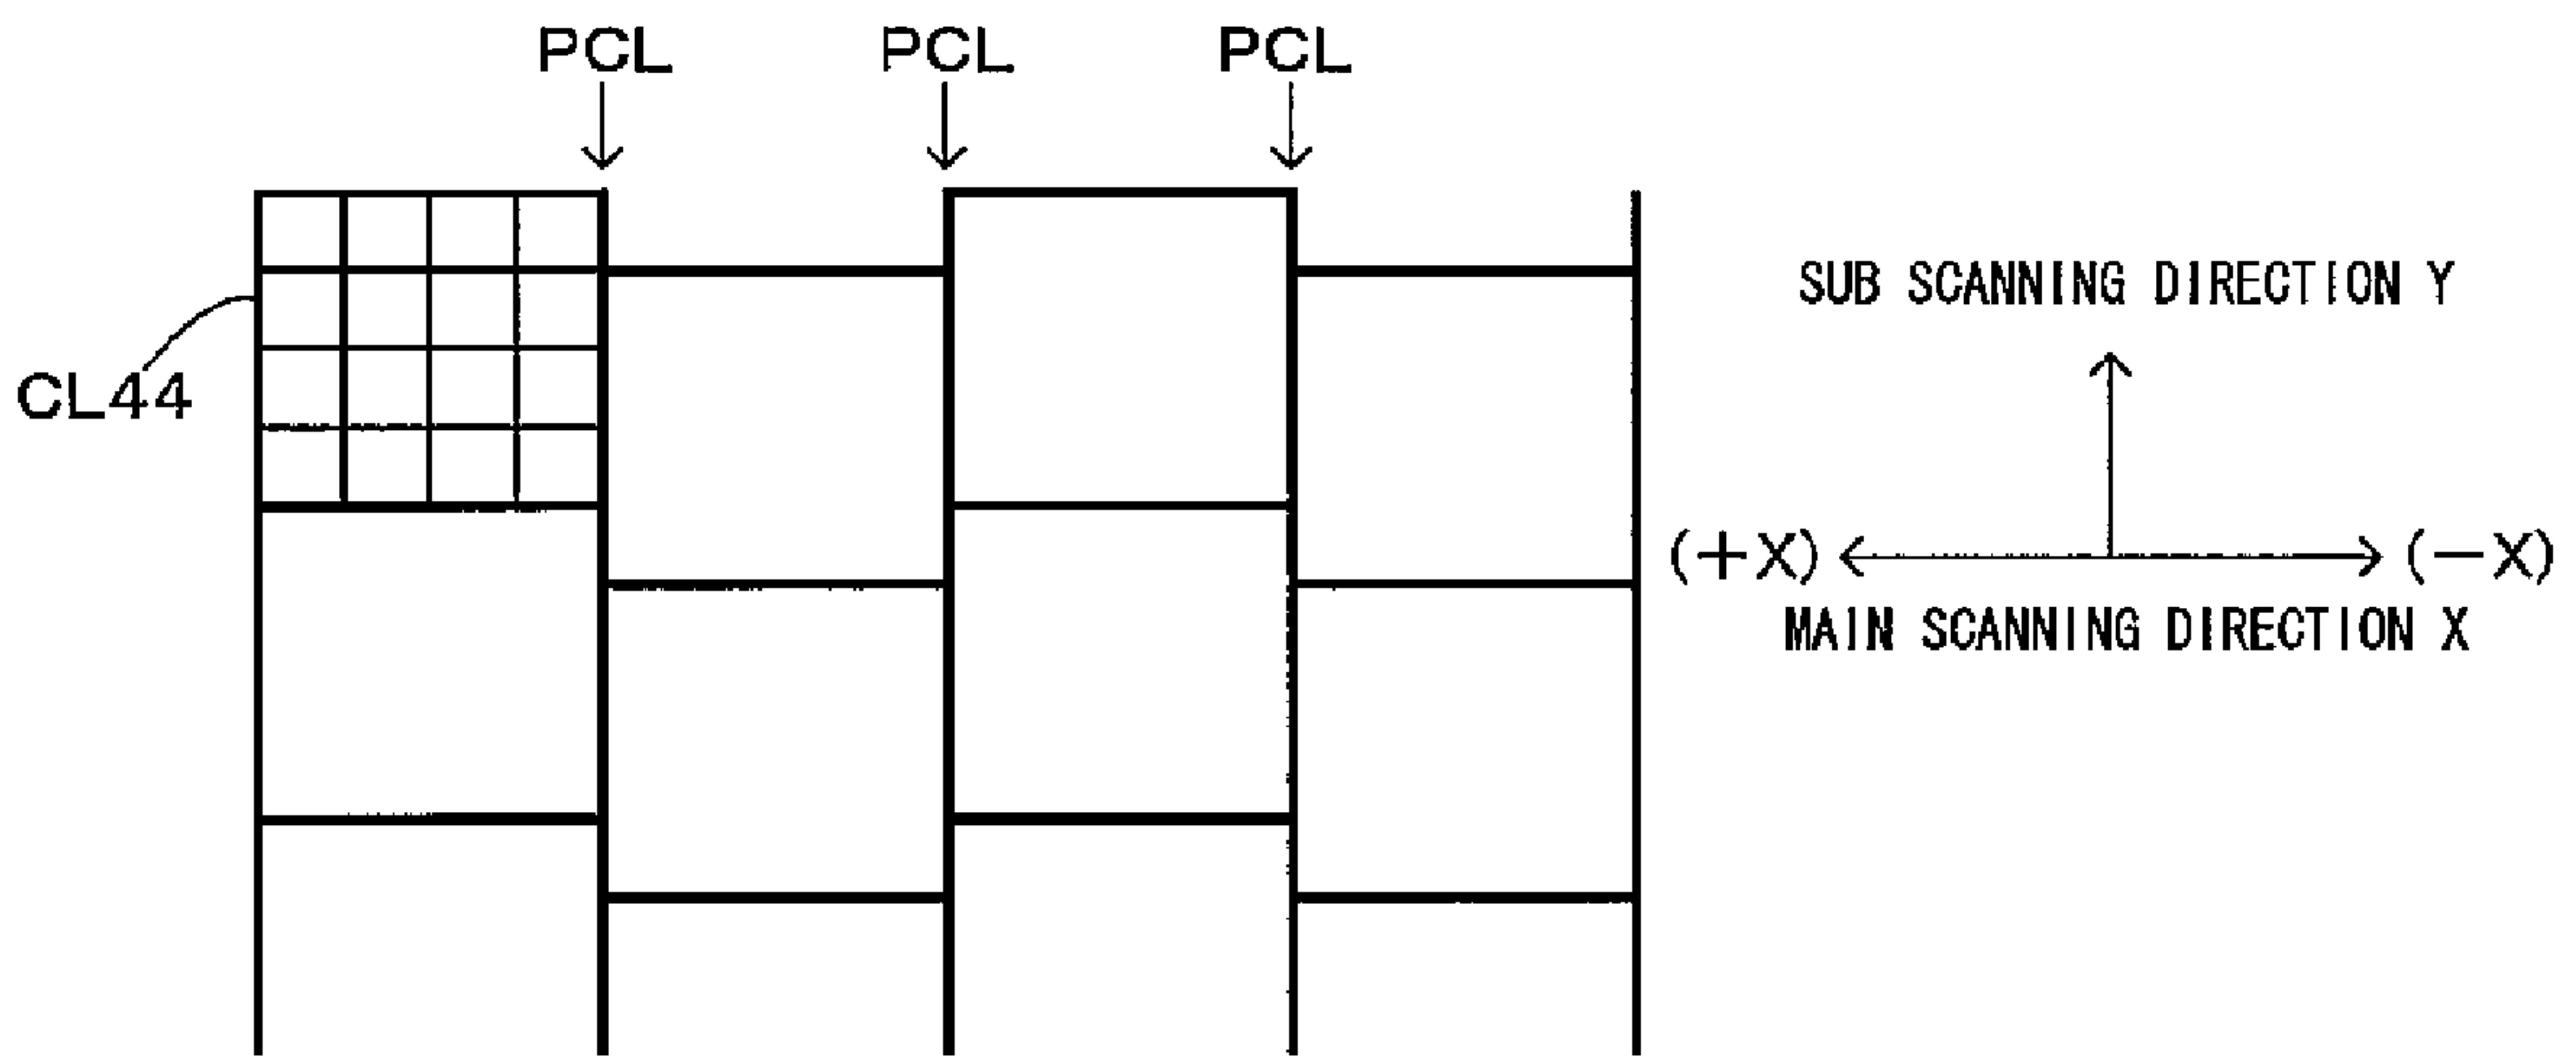 PCL PCL PCL
SUB SCANNING DIRECTION Y
CL44
(+X) (−X)
MAIN SCANNING DIRECTION X